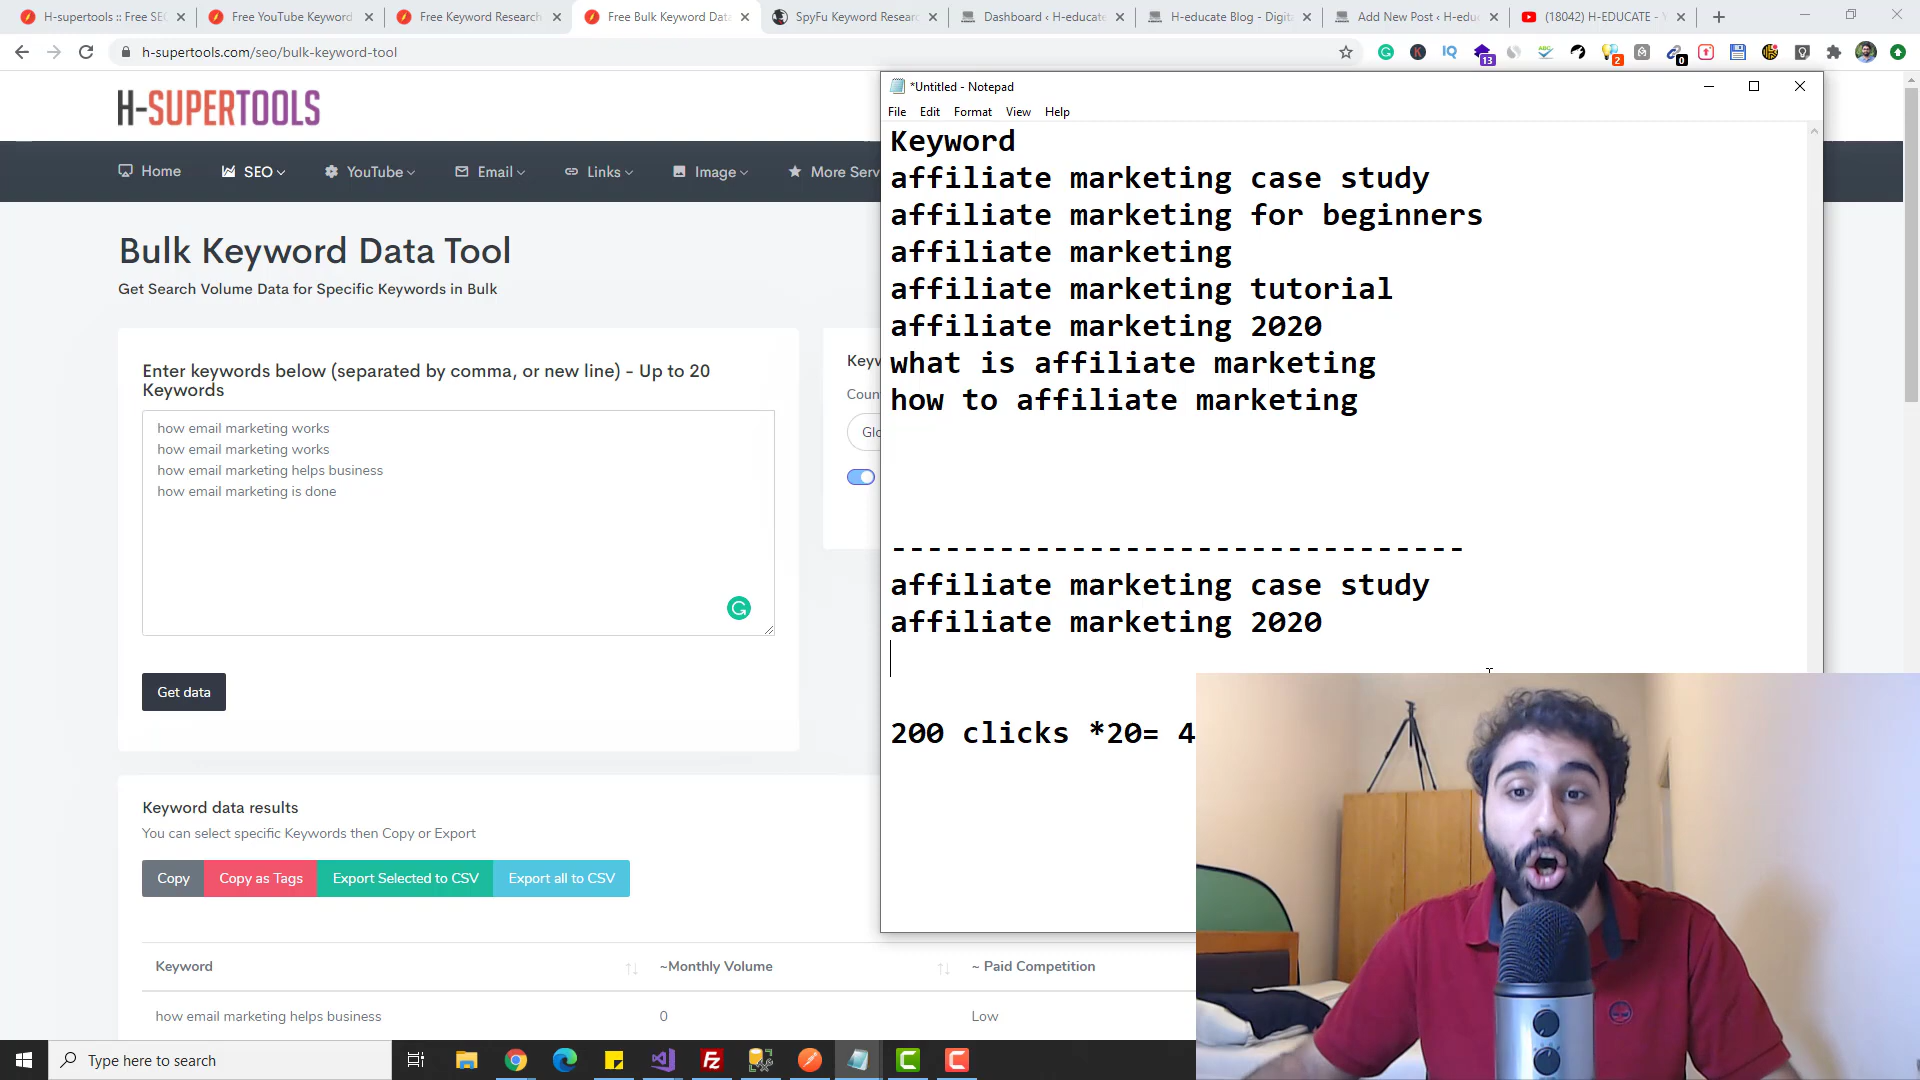 H-supertools :: Free SE
Free YouTube Keyword
Free Keyword Research
Free Bulk Keyword Dat
SpyFu Keyword Resear
Dashboard ‹ H-educate
H-educate Blog - Digit
Add New Post ‹ H-edu
(18042) H-EDUCATE -
h-supertools.com/seo/bulk-keyword-tool
IQ
13
2
0
H-SUPERTOOLS
Home
SEO
YouTube
Email
Links
Image
More Serv
Bulk Keyword Data Tool
Get Search Volume Data for Specific Keywords in Bulk
Enter keywords below (separated by comma, or new line) - Up to 20
Keywords
how email marketing works
how email marketing works
how email marketing helps business
how email marketing is done
Get data
Keyw
Coun
Glo
Keyword data results
You can select specific Keywords then Copy or Export
Copy
Copy as Tags
Export Selected to CSV
Export all to CSV
Keyword
~Monthly Volume
~ Paid Competition
how email marketing helps business
0
Low
*Untitled - Notepad
File Edit Format View Help
Keyword
affiliate marketing case study
affiliate marketing for beginners
affiliate marketing
affiliate marketing tutorial
affiliate marketing 2020
what is affiliate marketing
how to affiliate marketing
--------------------------------
affiliate marketing case study
affiliate marketing 2020
200 clicks *20= 4
Type here to search